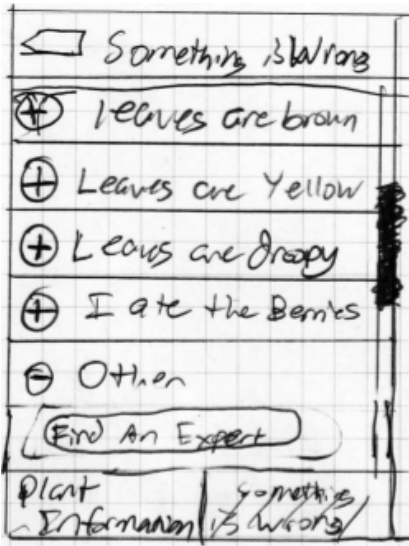 Something is Wrong
Leaves are brown
Leaves are Yellow
Leaves are droopy
I ate the Berries
Other
Find An Expert
Plant
Information
Something
is wrong